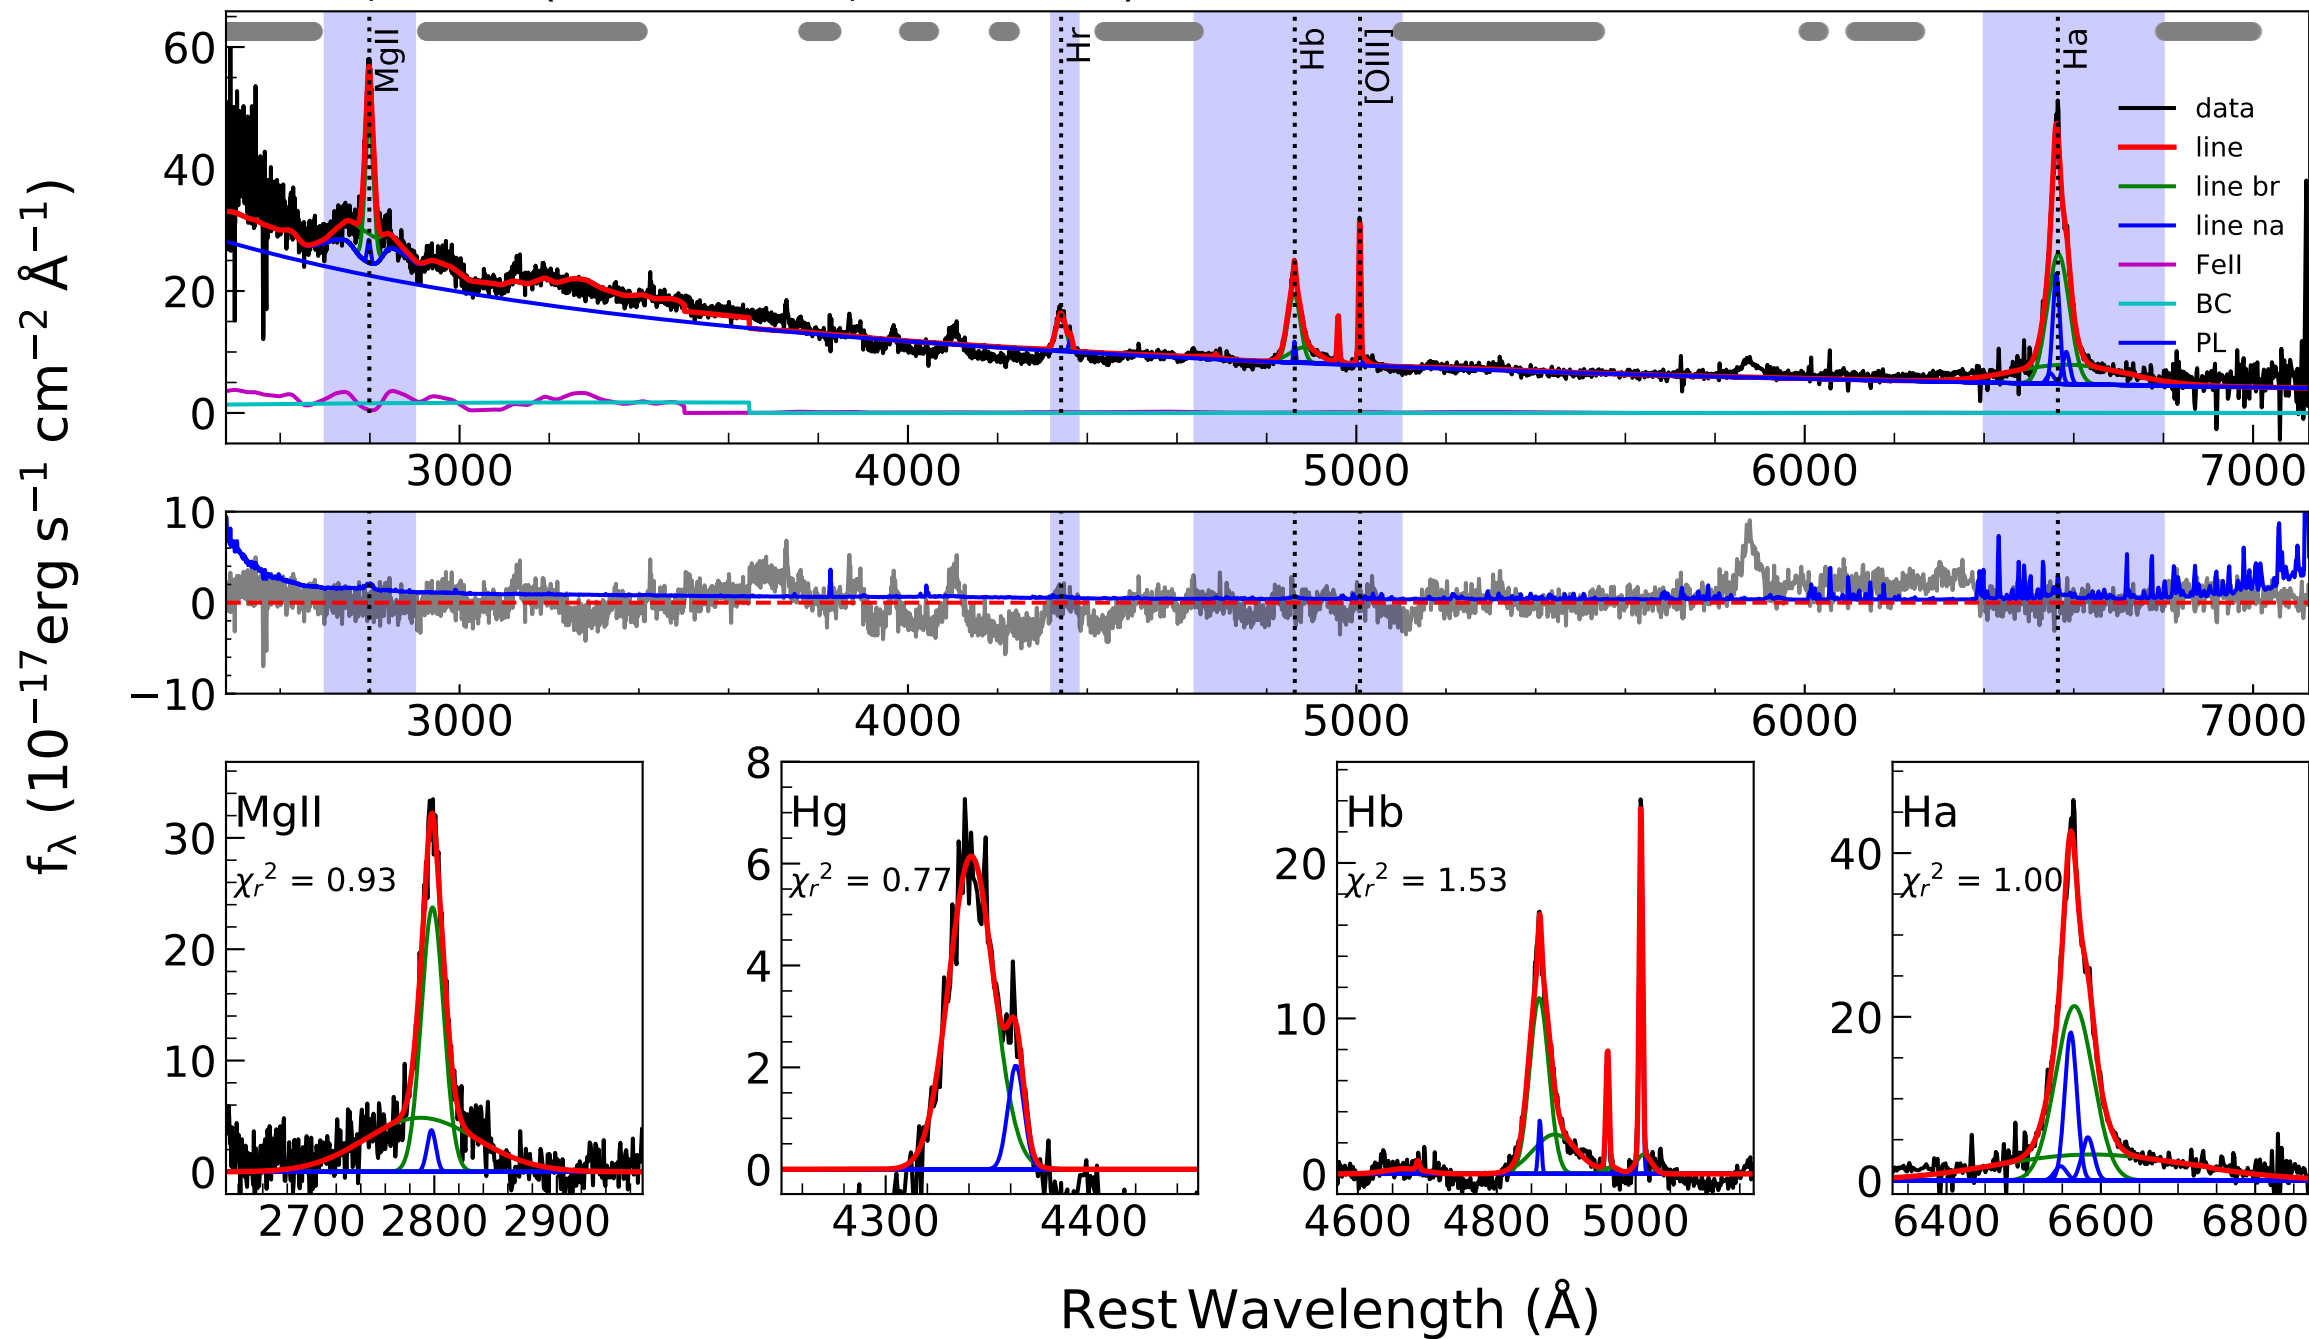 f_λ (10^−17 erg s^−1 cm^−2 Å^−1)
MgII
Hr
Hb
[OIII]
Ha
60
40
20
0
data
line
line br
line na
FeII
BC
PL
3000 4000 5000 6000 7000
10
0
−10
3000 4000 5000 6000 7000
MgII
χ_r^2 = 0.93
30
20
10
0
2700 2800 2900
Hg
χ_r^2 = 0.77
8
6
4
2
0
4300 4400
Hb
χ_r^2 = 1.53
20
10
0
4600 4800 5000
Ha
χ_r^2 = 1.00
40
20
0
6400 6600 6800
Rest Wavelength (Å)